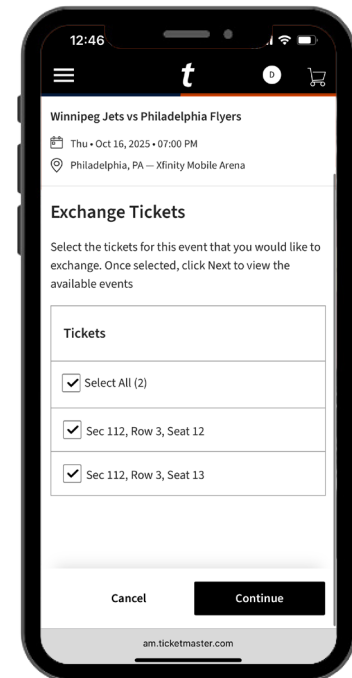 12:46
t
D
Winnipeg Jets vs Philadelphia Flyers
Thu • Oct 16, 2025 • 07:00 PM
Philadelphia, PA — Xfinity Mobile Arena
Exchange Tickets
Select the tickets for this event that you would like to
exchange. Once selected, click Next to view the
available events
Tickets
Select All (2)
Sec 112, Row 3, Seat 12
Sec 112, Row 3, Seat 13
Cancel
Continue
am.ticketmaster.com